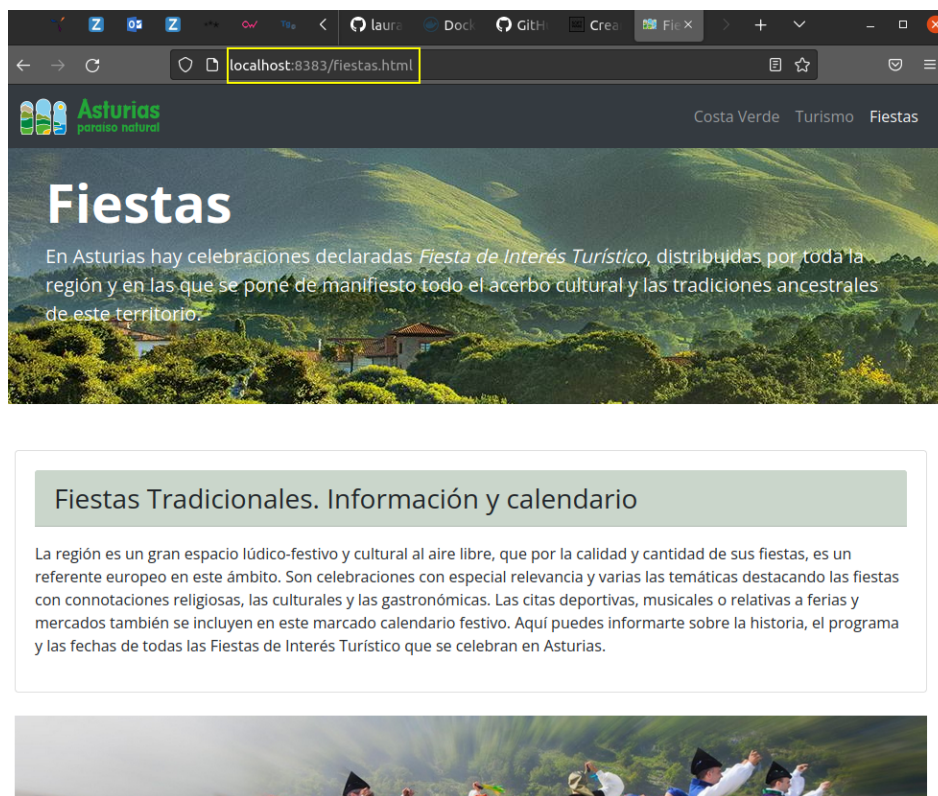 Z Z
laura Dock GitH Crea Fie
localhost:8383/fiestas.html
Asturias
paraíso natural
Costa Verde Turismo Fiestas
Fiestas
En Asturias hay celebraciones declaradas Fiesta de Interés Turístico, distribuidas por toda la
región y en las que se pone de manifiesto todo el acerbo cultural y las tradiciones ancestrales
de este territorio.
Fiestas Tradicionales. Información y calendario
La región es un gran espacio lúdico-festivo y cultural al aire libre, que por la calidad y cantidad de sus fiestas, es un
referente europeo en este ámbito. Son celebraciones con especial relevancia y varias las temáticas destacando las fiestas
con connotaciones religiosas, las culturales y las gastronómicas. Las citas deportivas, musicales o relativas a ferias y
mercados también se incluyen en este marcado calendario festivo. Aquí puedes informarte sobre la historia, el programa
y las fechas de todas las Fiestas de Interés Turístico que se celebran en Asturias.